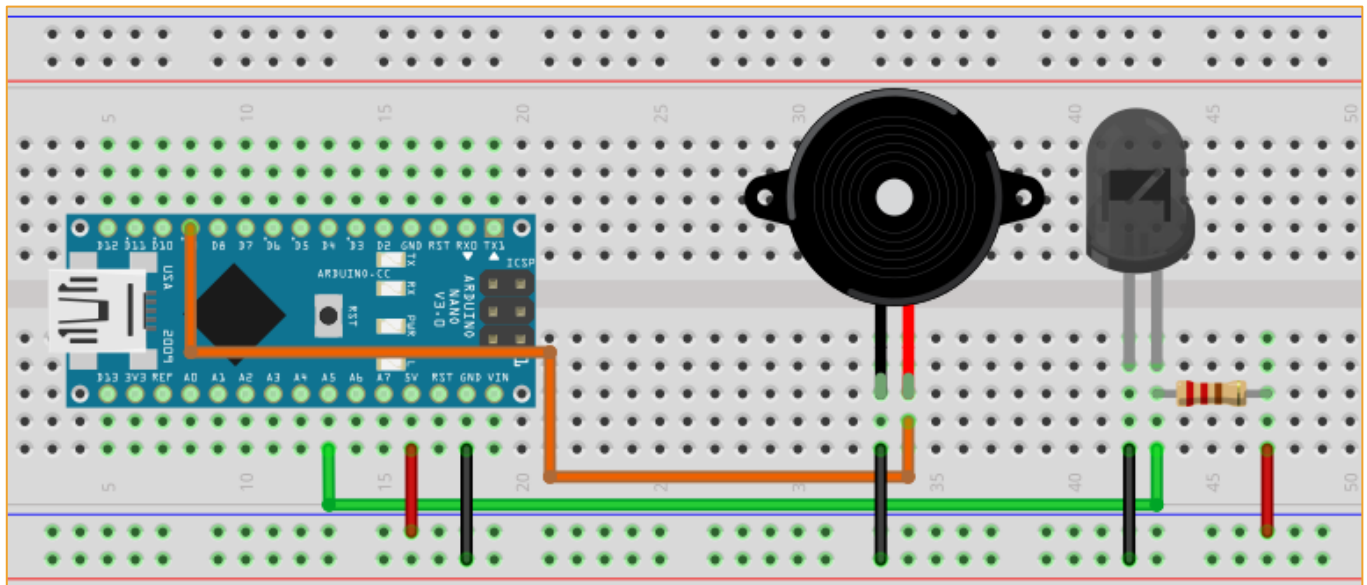 5 10 15 20 25 30 40 45 50
D12 D11 D10 D8 D7 D6 D5 D4 D3 D2 GND RST RX0 TX1
USA
2009
ARDUINO.CC
RST
TX
RX
PWR
L
ICSP
1
ARDUINO
NANO
V3.0
D13 3V3 REF A0 A1 A2 A3 A4 A5 A6 A7 5V RST GND VIN
5 10 15 20 25 35 40 45 50